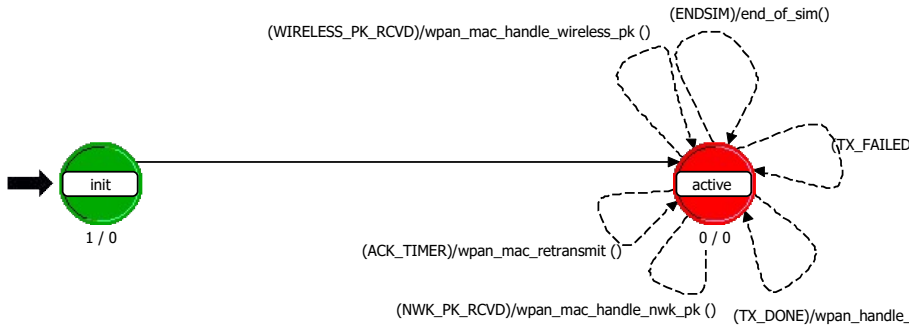 (ENDSIM)/end_of_sim()
(WIRELESS_PK_RCVD)/wpan_mac_handle_wireless_pk ()
(TX_FAILED
init
active
1 / 0
0 / 0
(ACK_TIMER)/wpan_mac_retransmit ()
(NWK_PK_RCVD)/wpan_mac_handle_nwk_pk ()
(TX_DONE)/wpan_handle_